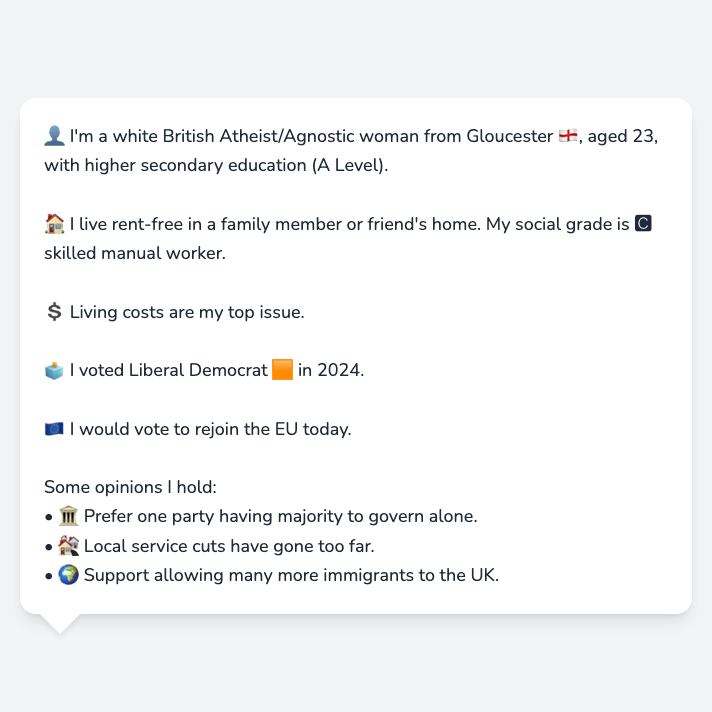 👤 I'm a white British Atheist/Agnostic woman from Gloucester 🏴󠁧󠁢󠁥󠁮󠁧󠁿, aged 23,
with higher secondary education (A Level).
🏠 I live rent-free in a family member or friend's home. My social grade is C
skilled manual worker.
💲 Living costs are my top issue.
🗳️ I voted Liberal Democrat 🟧 in 2024.
🇪🇺 I would vote to rejoin the EU today.
Some opinions I hold:
• 🏛️ Prefer one party having majority to govern alone.
• 🏚️ Local service cuts have gone too far.
• 🌍 Support allowing many more immigrants to the UK.